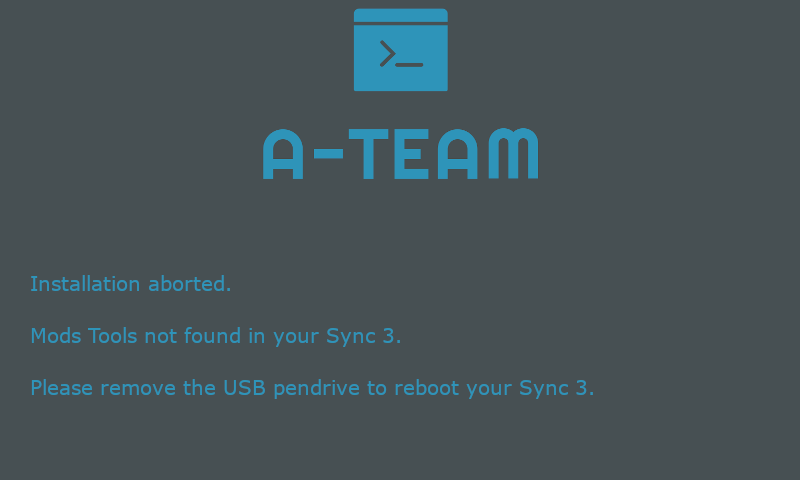 A-TEAM
Installation aborted.
Mods Tools not found in your Sync 3.
Please remove the USB pendrive to reboot your Sync 3.